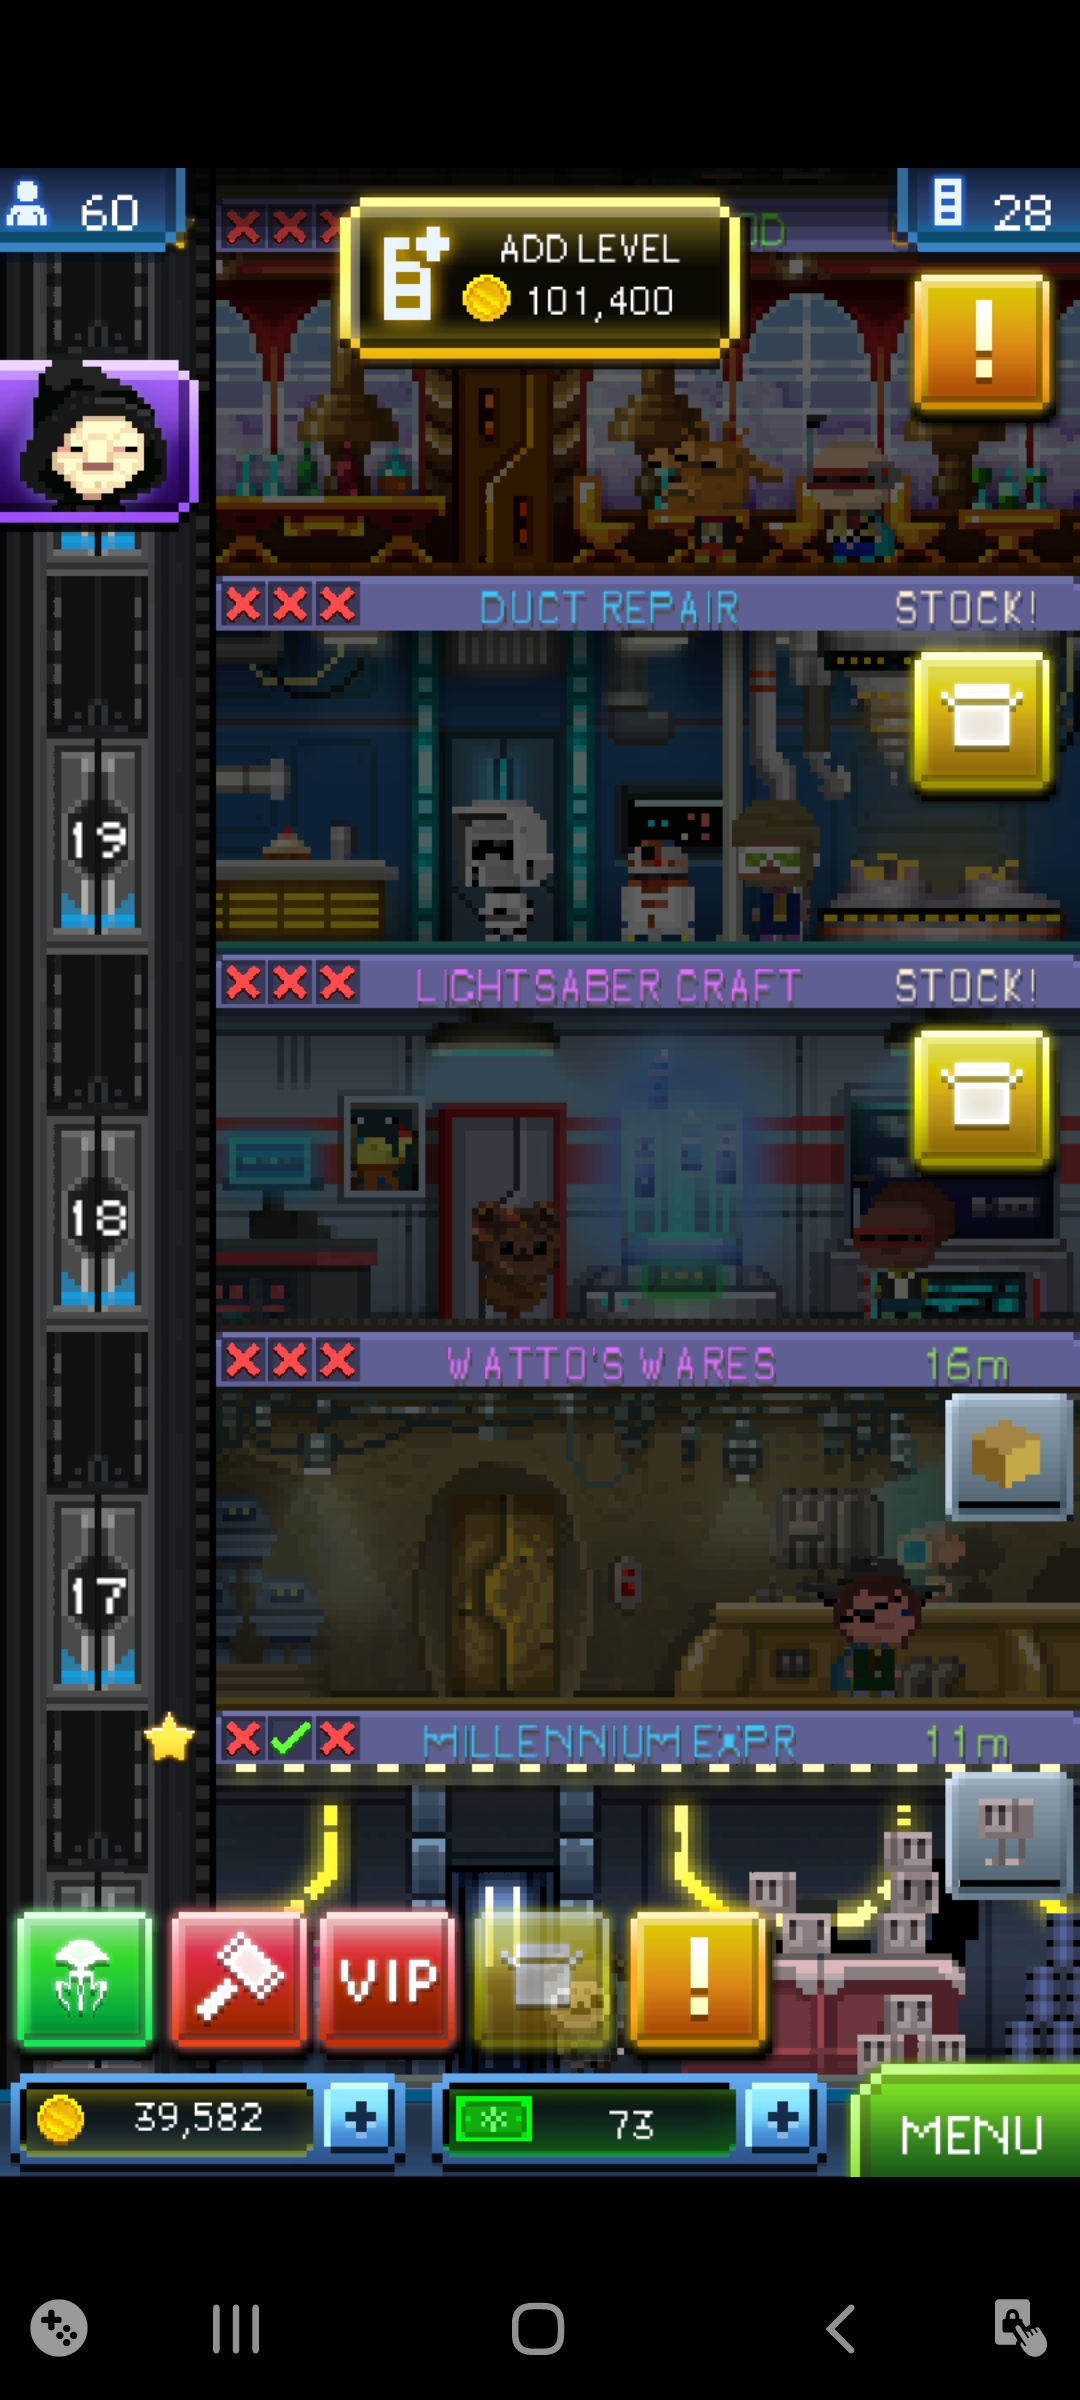 60
ADD LEVEL
101,400
28
DUCT REPAIR STOCK!
19
LIGHTSABER CRAFT STOCK!
18
WATTO'S WARES 16m
17
MILLENNIUM EXPR 11m
VIP
39,582 73 MENU